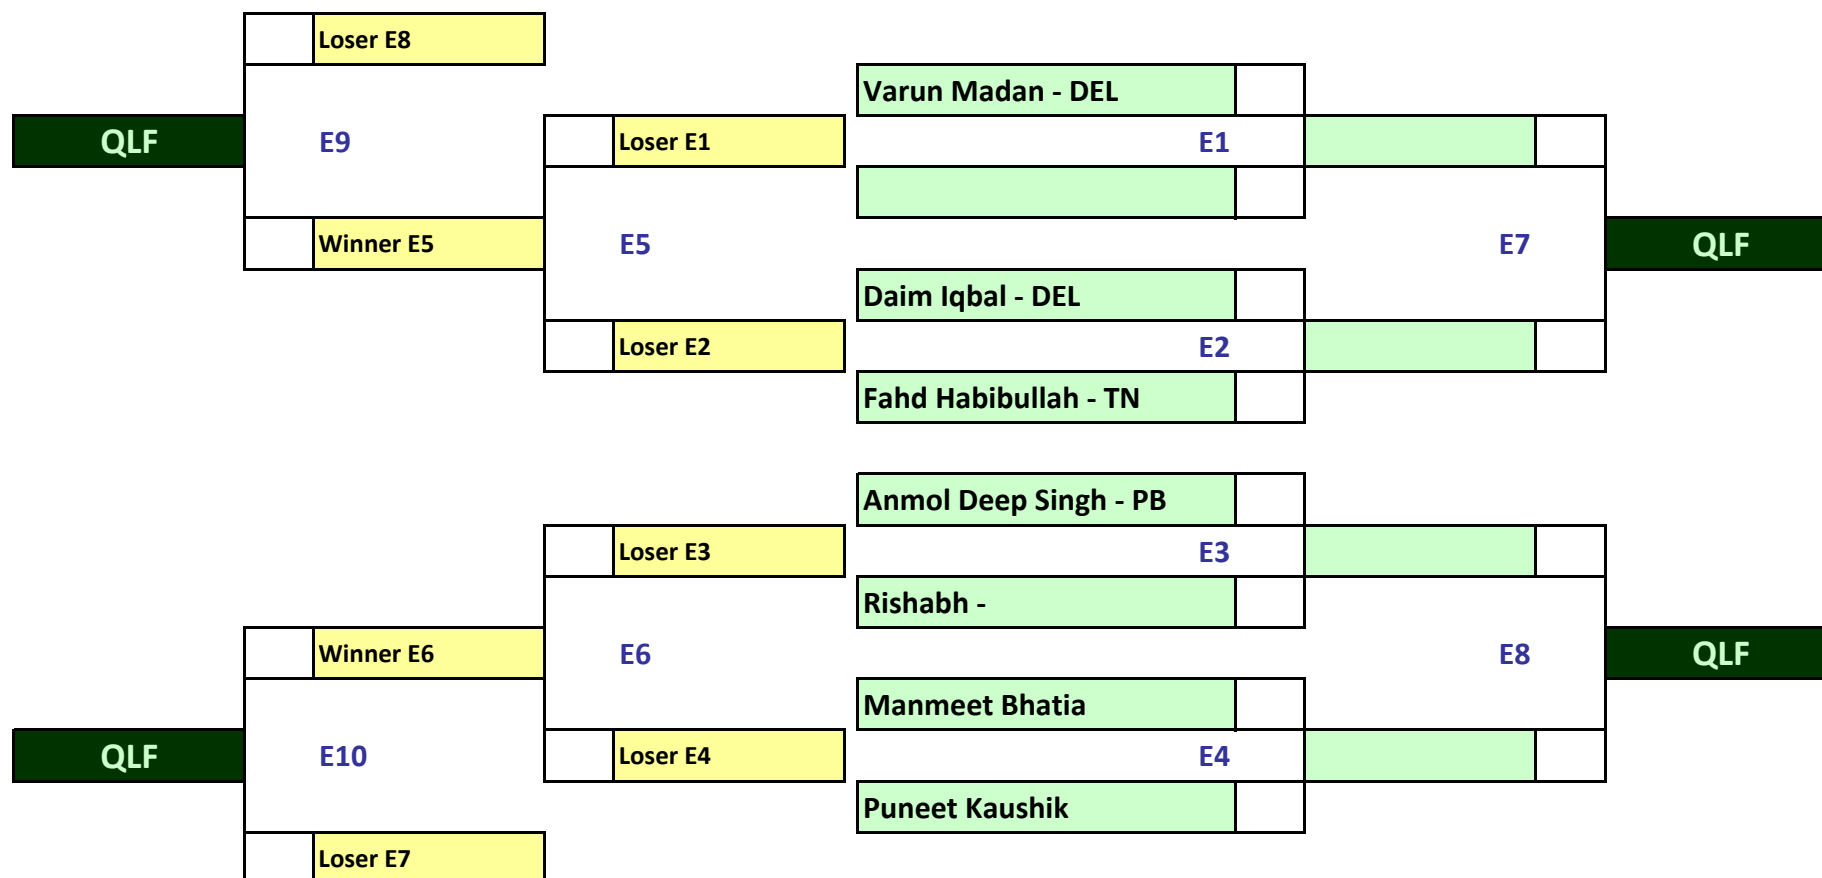 Loser E8
Varun Madan - DEL
QLF
E9
Loser E1
E1
Winner E5
E5
E7
QLF
Daim Iqbal - DEL
Loser E2
E2
Fahd Habibullah - TN
Anmol Deep Singh - PB
Loser E3
E3
Rishabh -
Winner E6
E6
E8
QLF
Manmeet Bhatia
QLF
E10
Loser E4
E4
Puneet Kaushik
Loser E7